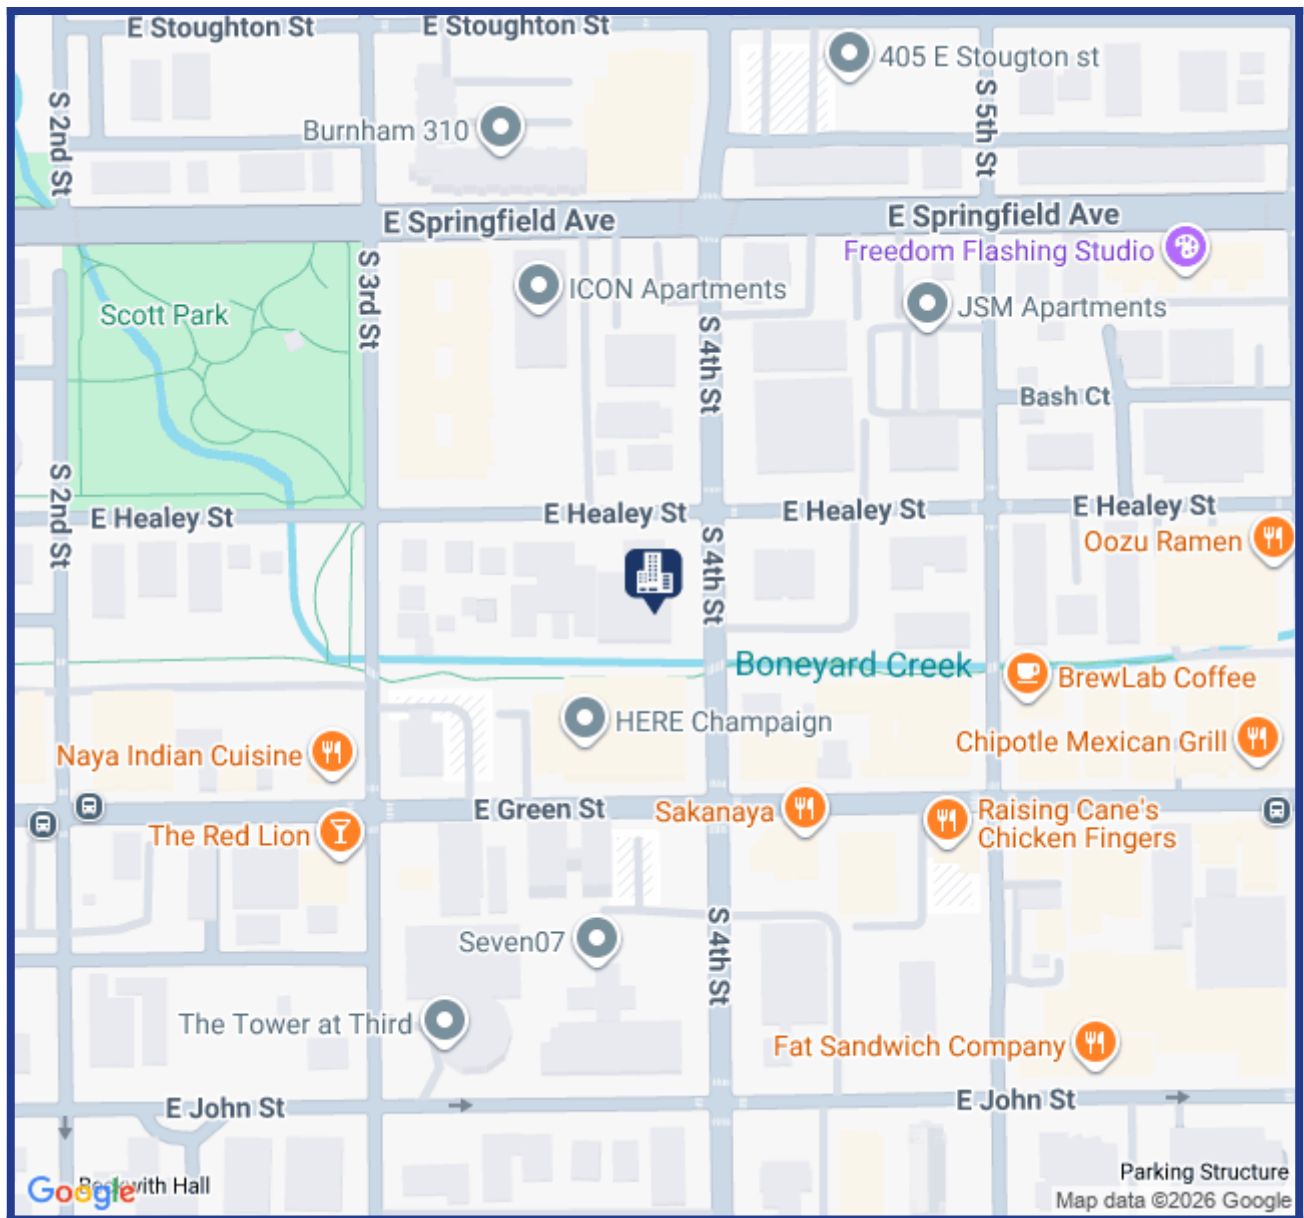 E Stoughton St
E Stoughton St
405 E Stougton st
S 2nd St
S 5th St
Burnham 310
E Springfield Ave
E Springfield Ave
Freedom Flashing Studio
S 3rd St
ICON Apartments
JSM Apartments
Scott Park
S 4th St
Bash Ct
S 2nd St
E Healey St
E Healey St
E Healey St
E Healey St
S 4th St
Oozu Ramen
Boneyard Creek
BrewLab Coffee
HERE Champaign
Chipotle Mexican Grill
Naya Indian Cuisine
E Green St
Sakanaya
Raising Cane's
Chicken Fingers
The Red Lion
S 4th St
Seven07
The Tower at Third
Fat Sandwich Company
E John St
E John St
Parking Structure
Google
with Hall
Map data ©2026 Google